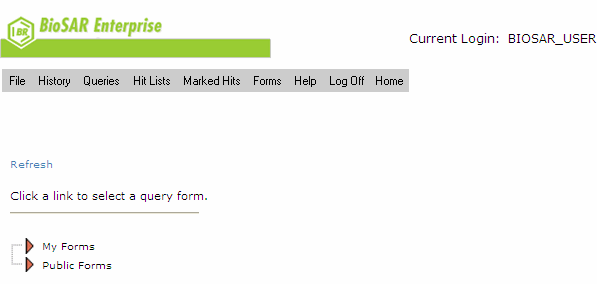 BioSAR Enterprise
IBR
Current Login: BIOSAR_USER
File History Queries Hit Lists Marked Hits Forms Help Log Off Home
Refresh
Click a link to select a query form.
My Forms
Public Forms